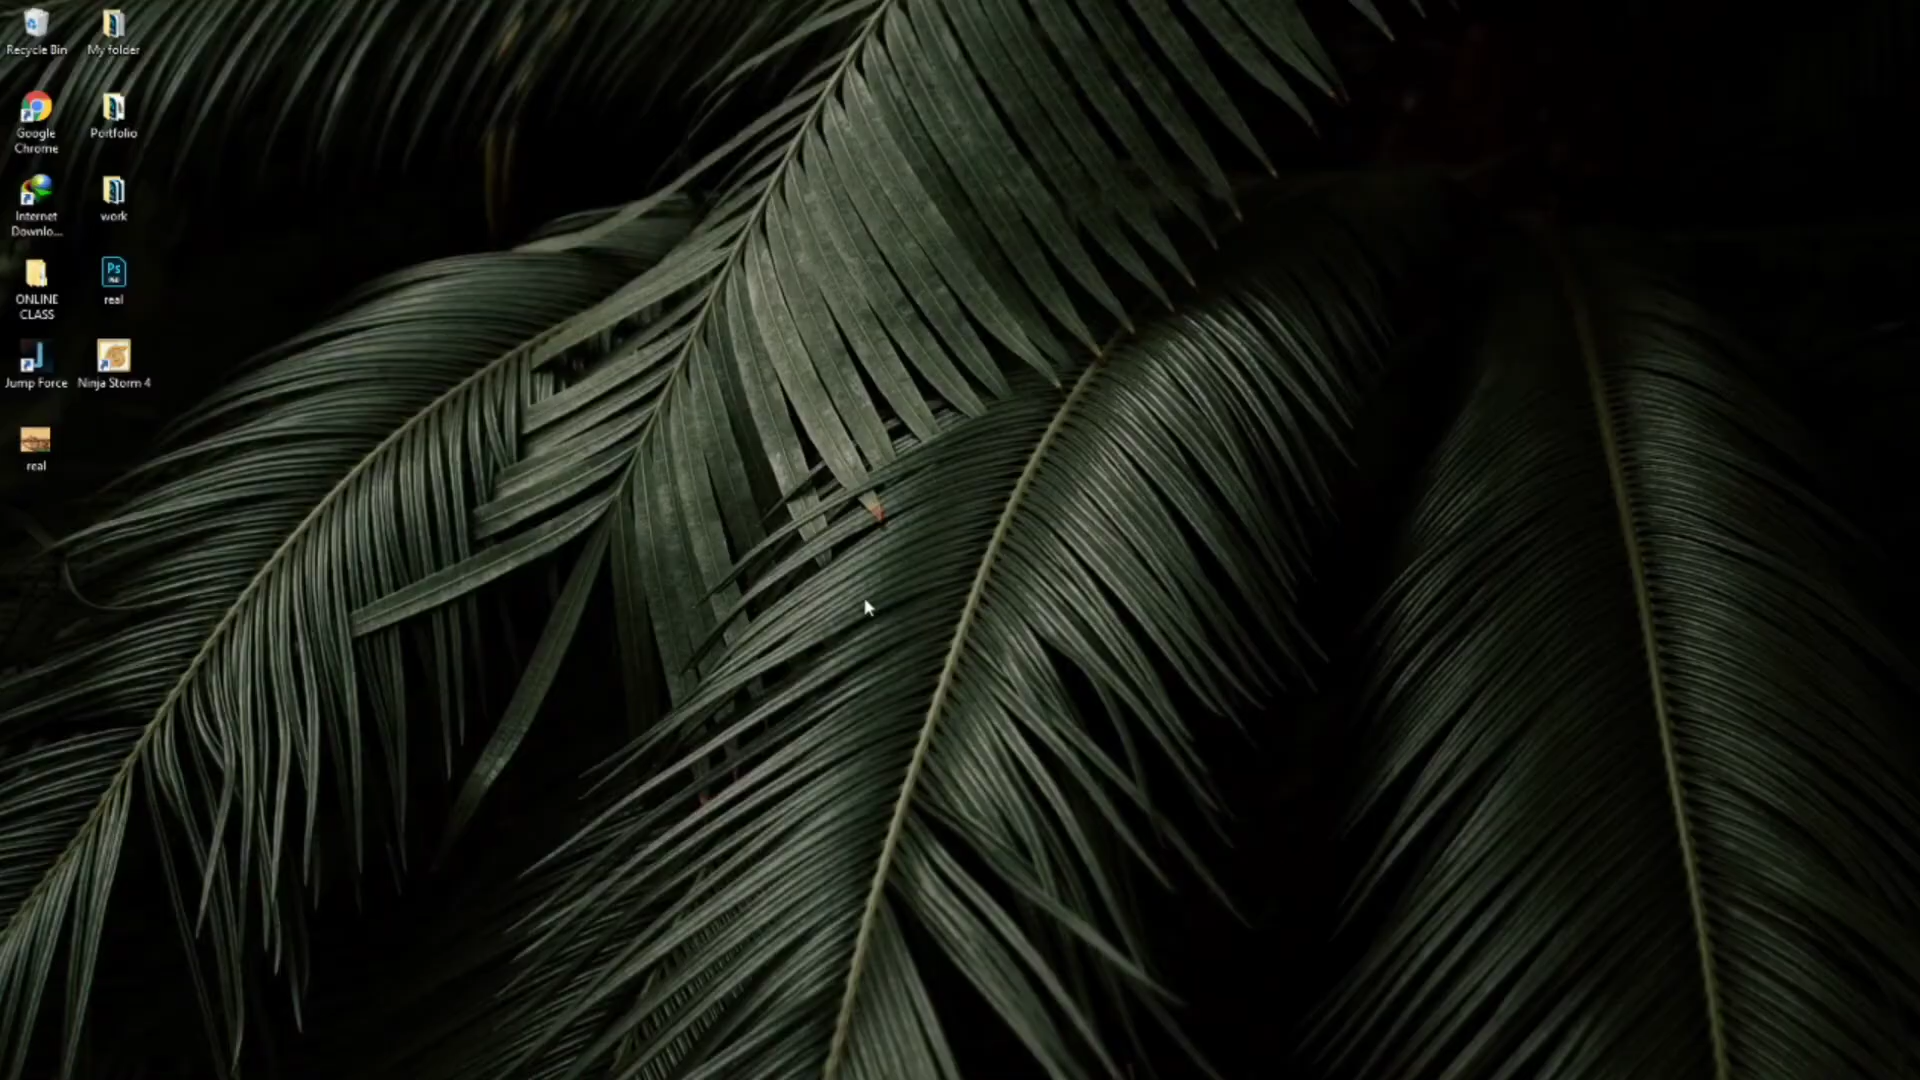 Recycle Bin
My folder
Google
Chrome
Portfolio
Internet
Downlo...
work
ONLINE
CLASS
Ps
real
Jump Force
Ninja Storm 4
real